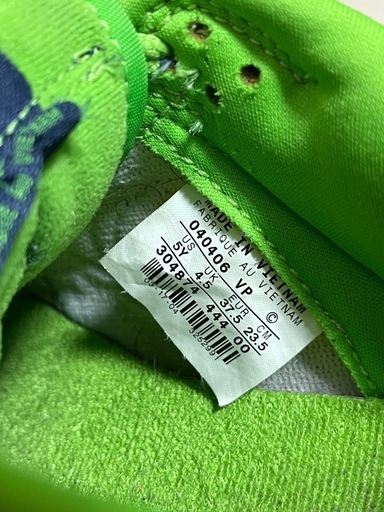 MADE IN VIETNAM
FABRIQUE AU VIETNAM
040406 VP ©
US UK EUR CM
5Y 4.5 37.5 23.5
304874 444 00